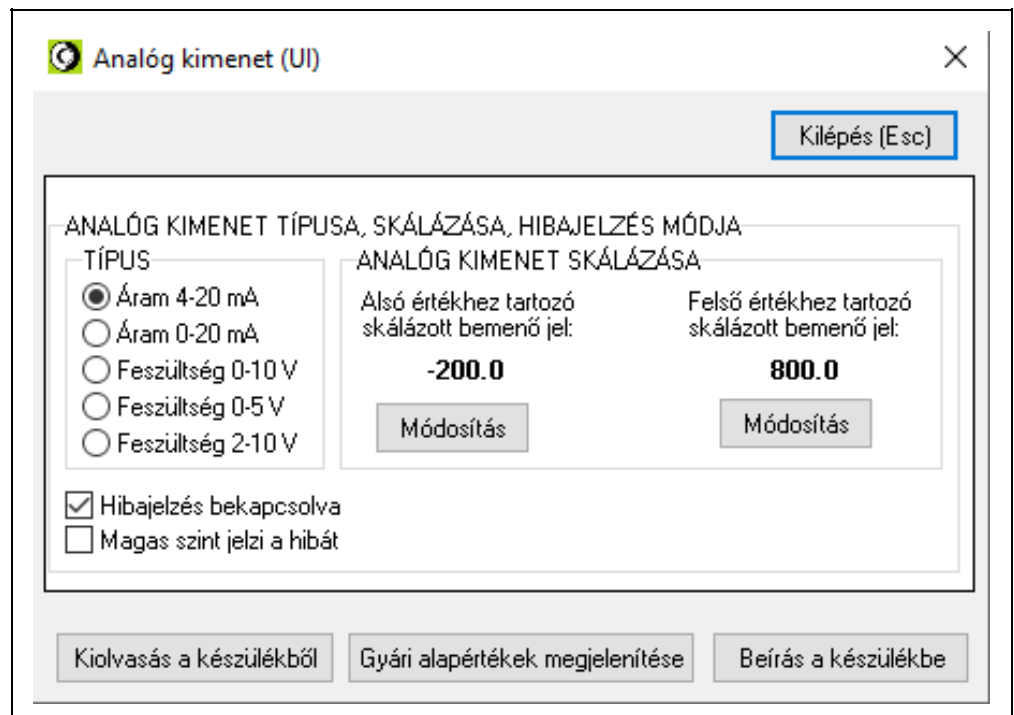 Analóg kimenet (UI)
Kilépés (Esc)
ANALÓG KIMENET TÍPUSA, SKÁLÁZÁSA, HIBAJELZÉS MÓDJA
TÍPUS
Áram 4-20 mA
Áram 0-20 mA
Feszültség 0-10 V
Feszültség 0-5 V
Feszültség 2-10 V
ANALÓG KIMENET SKÁLÁZÁSA
Alsó értékhez tartozó
skálázott bemenő jel:
-200.0
Módosítás
Felső értékhez tartozó
skálázott bemenő jel:
800.0
Módosítás
Hibajelzés bekapcsolva
Magas szint jelzi a hibát
Kiolvasás a készülékből
Gyári alapértékek megjelenítése
Beírás a készülékbe